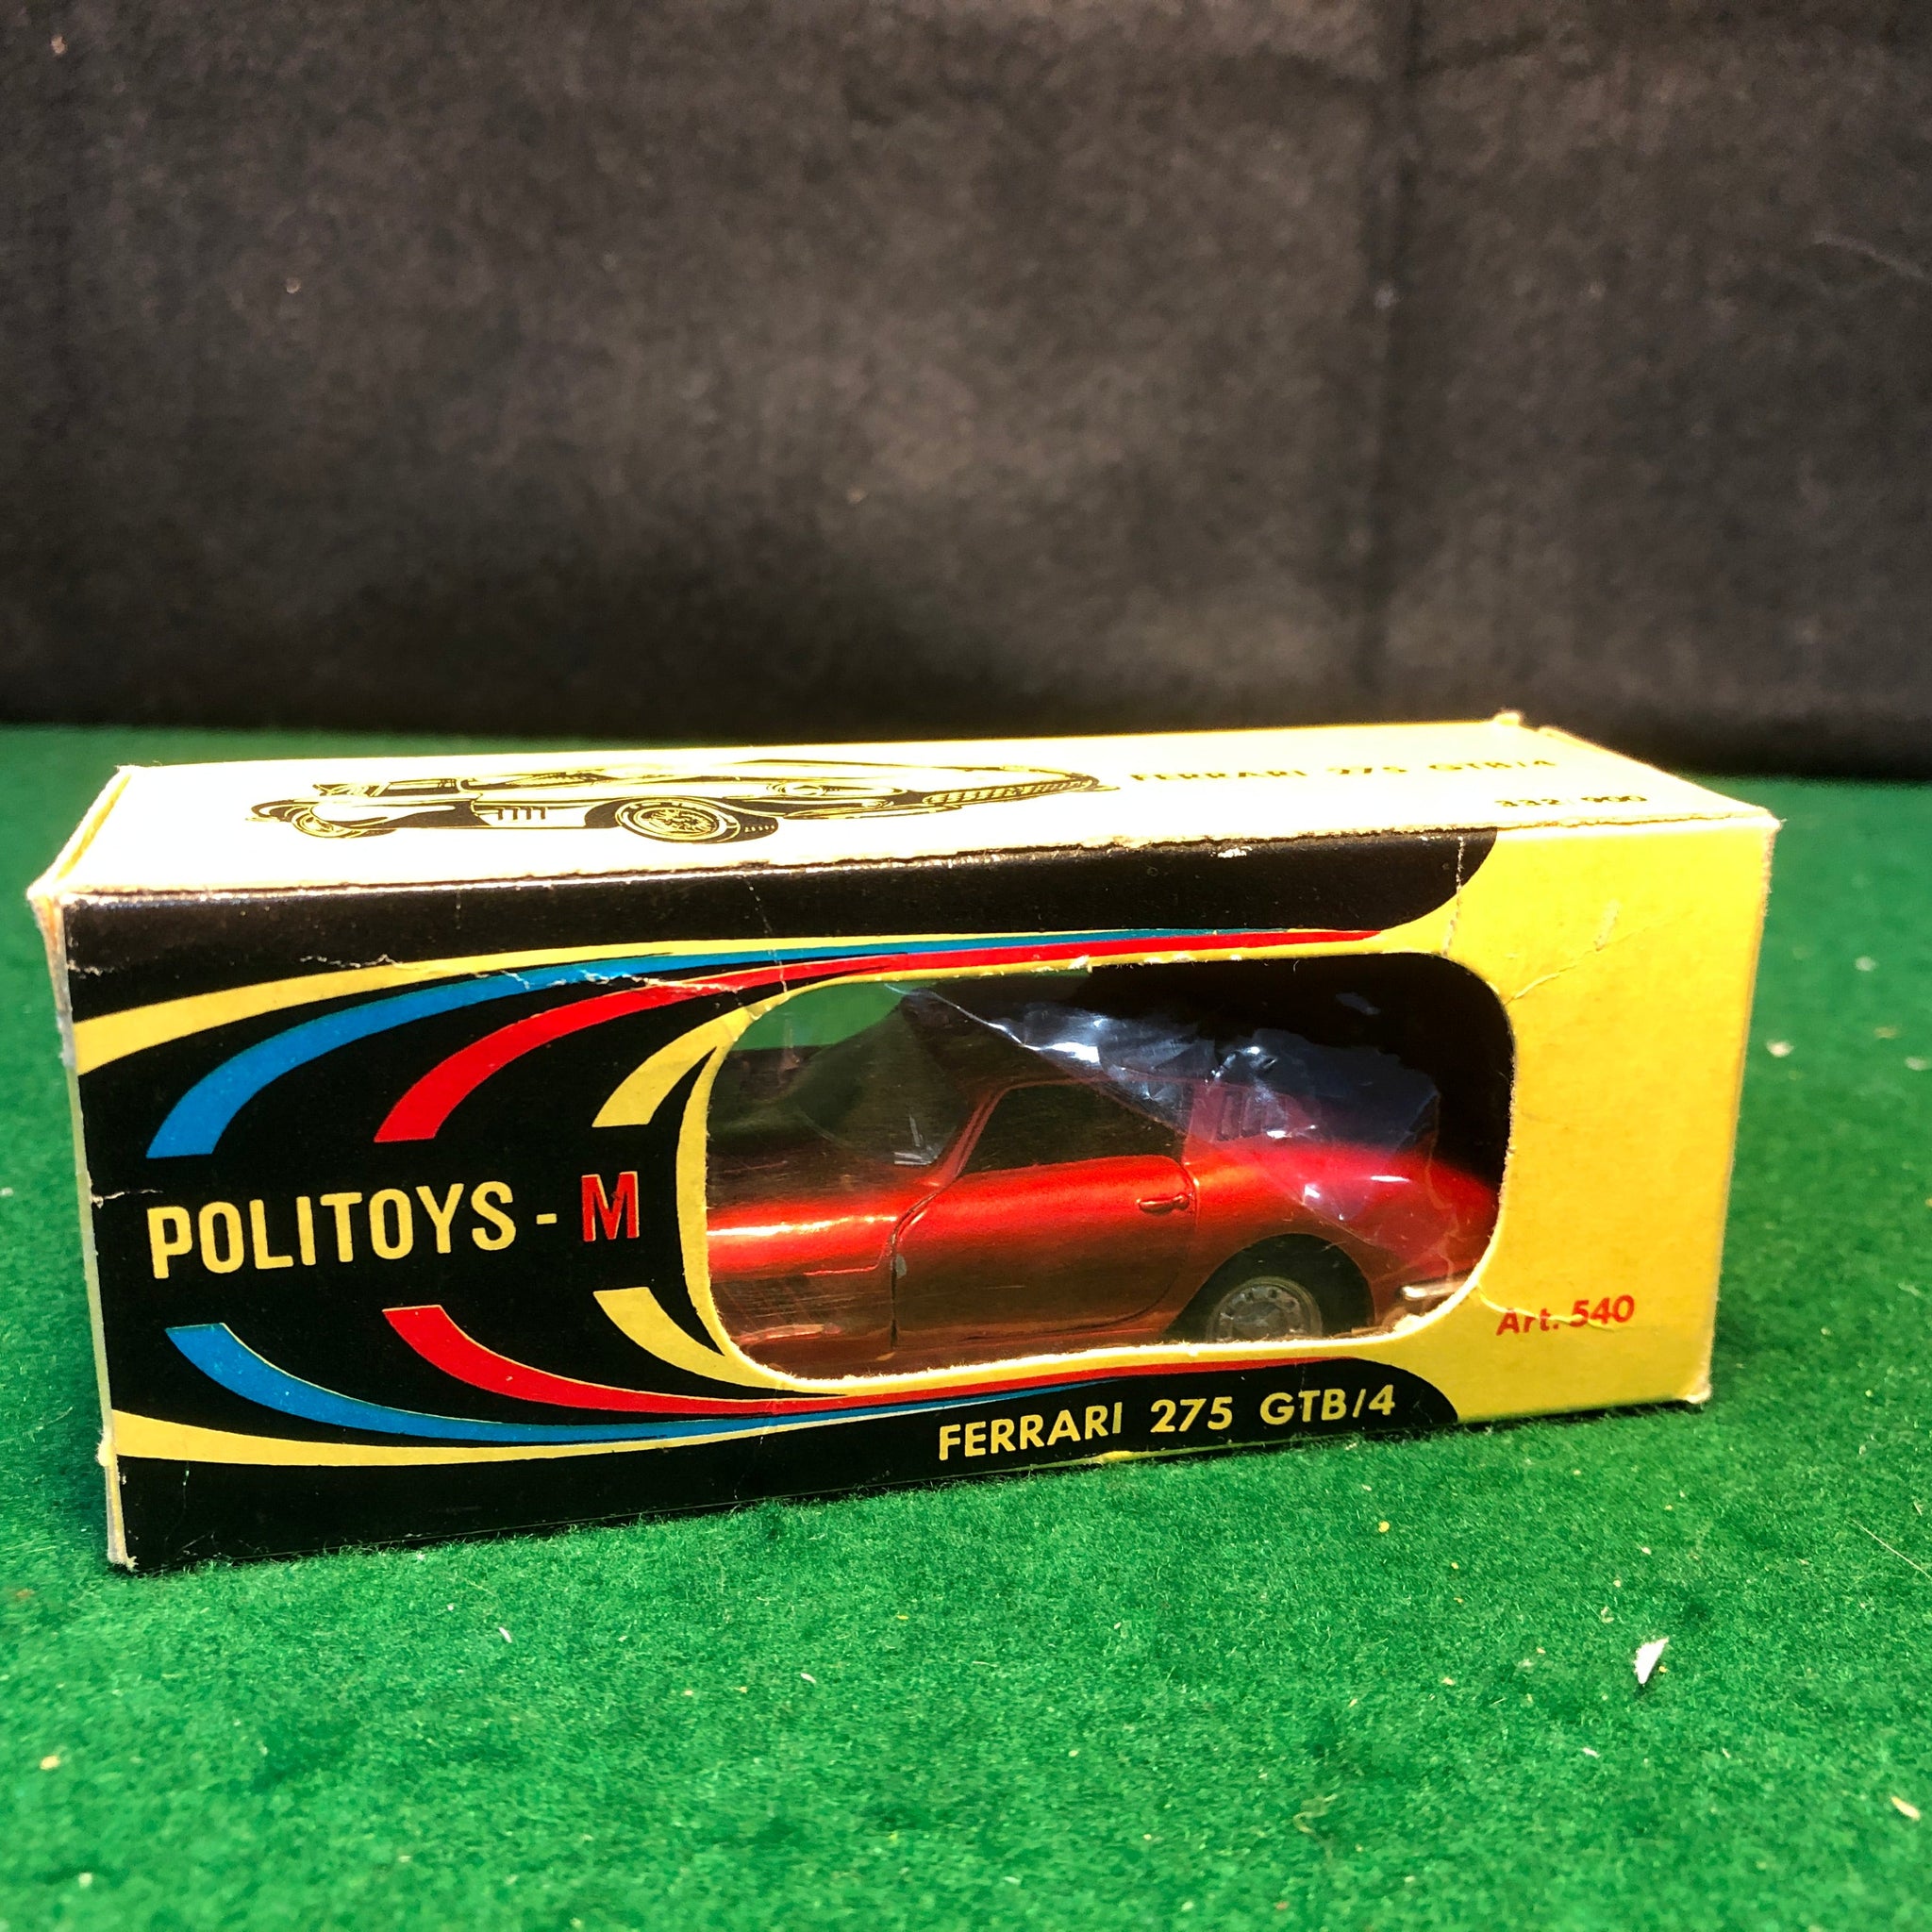 FERRARI 275 GTB/4
POLITOYS - M
Art. 540
FERRARI 275 GTB/4